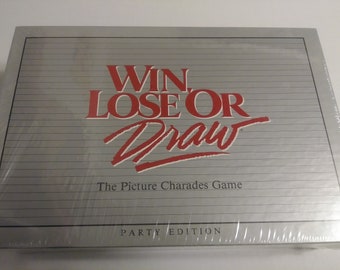 WIN,
LOSE OR
Draw
The Picture Charades Game
PARTY EDITION